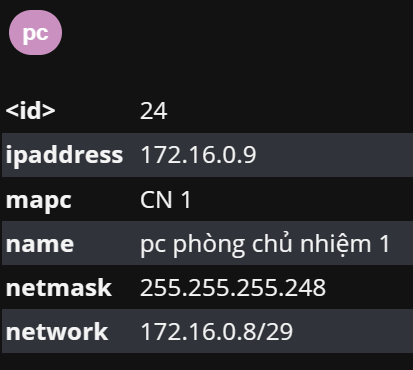 pc
<id> 24
ipaddress 172.16.0.9
mapc CN 1
name pc phòng chủ nhiệm 1
netmask 255.255.255.248
network 172.16.0.8/29